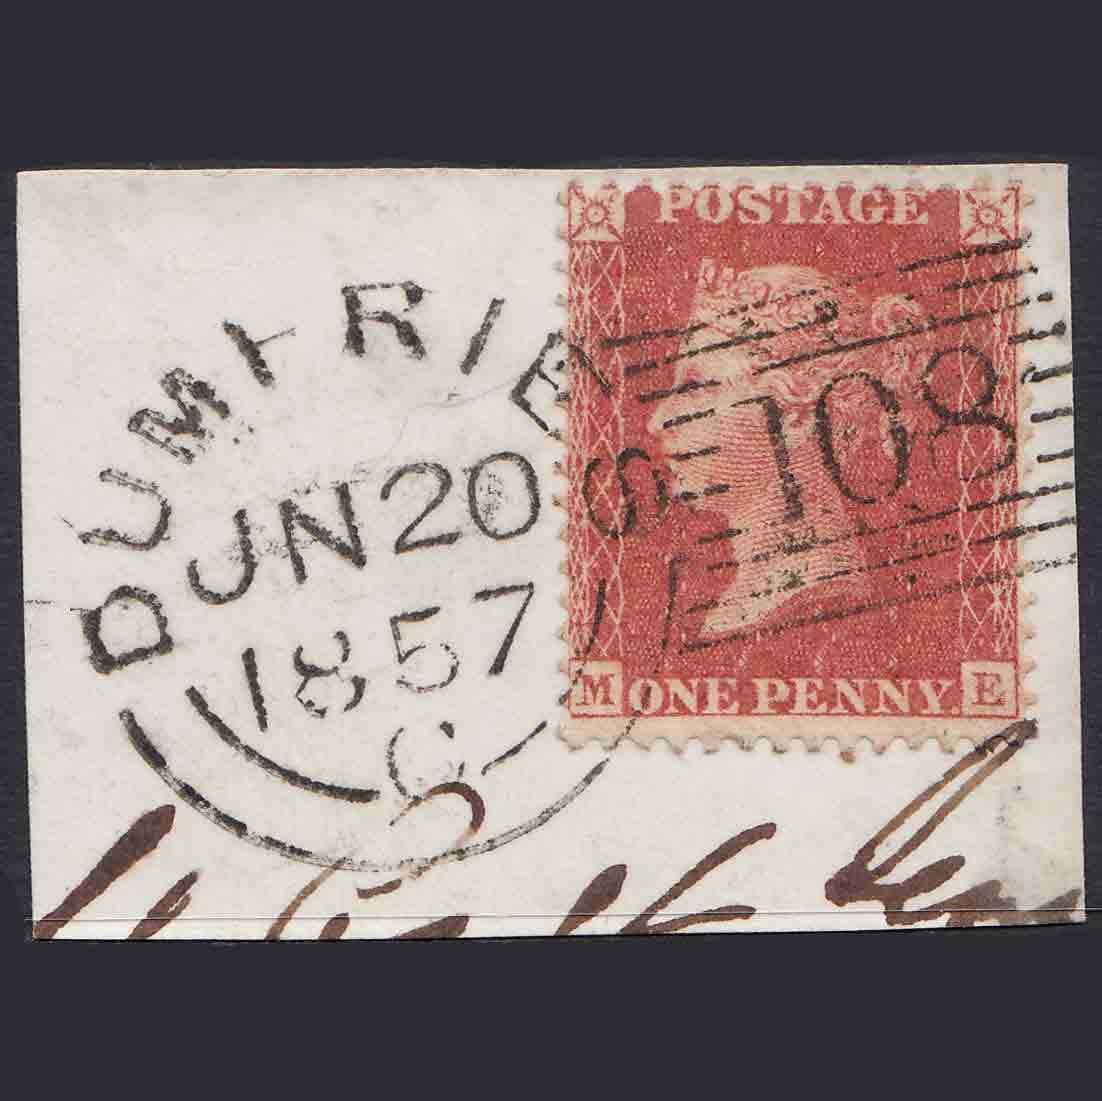 POSTAGE
DUMFRIES
108
JUN 20
1857
C
M ONE PENNY E